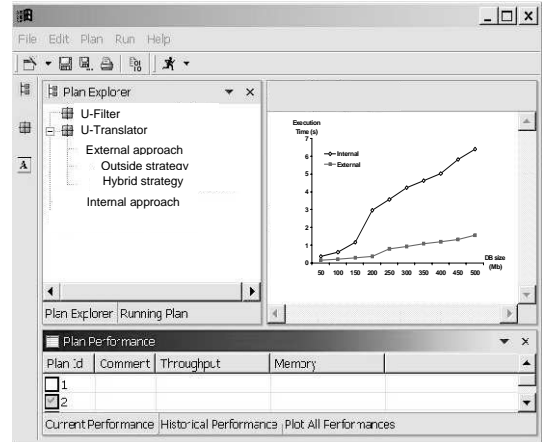 File Edit Plan Run Help
Plan Explorer
U-Filter
U-Translator
External approach
Outside strategy
Hybrid strategy
Internal approach
Plan Explorer Running Plan
Execution
Time (s)
7
6
5
4
3
2
1
0
Internal
External
50 100 150 200 250 300 350 400 450 500
DB size
(Mb)
A
Plan Performance
Plan Id Comment Throughput Memory
1
2
Current Performance Historical Performance Plot All Performances